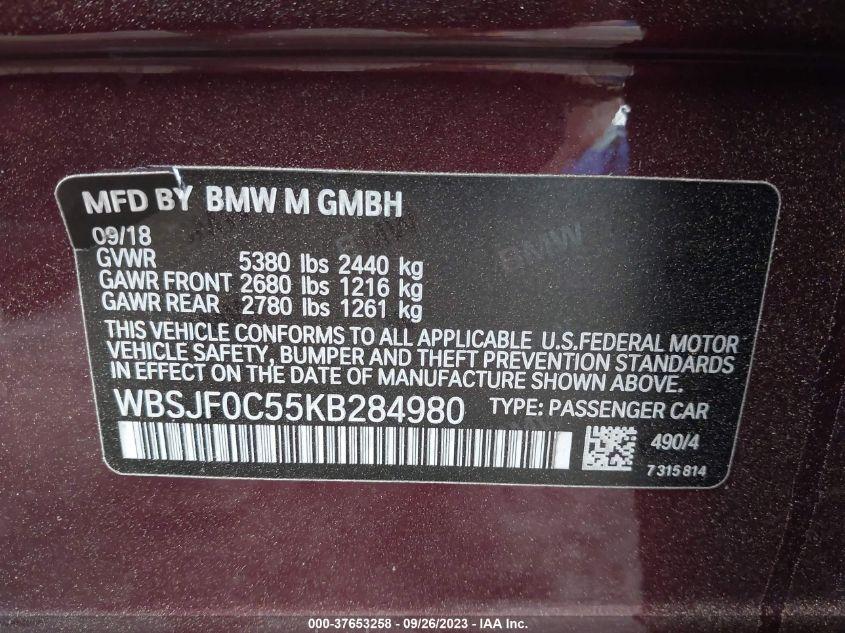 MFD BY BMW M GMBH
09/18
GVWR 5380 lbs 2440 kg
GAWR FRONT 2680 lbs 1216 kg
GAWR REAR 2780 lbs 1261 kg
THIS VEHICLE CONFORMS TO ALL APPLICABLE U.S.FEDERAL MOTOR
VEHICLE SAFETY, BUMPER AND THEFT PREVENTION STANDARDS
IN EFFECT ON THE DATE OF MANUFACTURE SHOWN ABOVE.
WBSJF0C55KB284980 TYPE: PASSENGER CAR
490/4
7315814
000-37653258 - 09/26/2023 - IAA Inc.